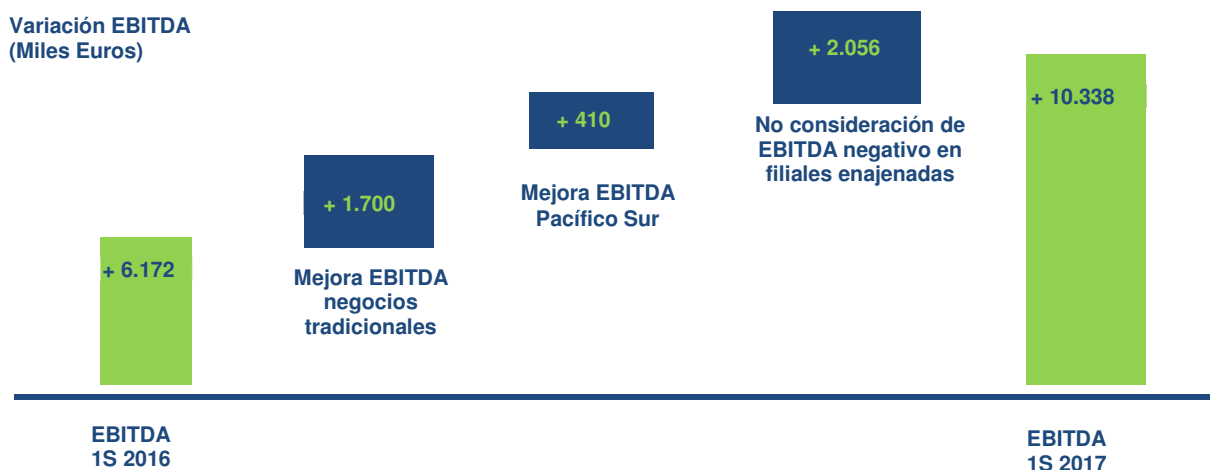 Variación EBITDA
(Miles Euros)
+ 6.172
+ 1.700
Mejora EBITDA
negocios
tradicionales
+ 410
Mejora EBITDA
Pacífico Sur
+ 2.056
No consideración de
EBITDA negativo en
filiales enajenadas
+ 10.338
EBITDA
1S 2016
EBITDA
1S 2017